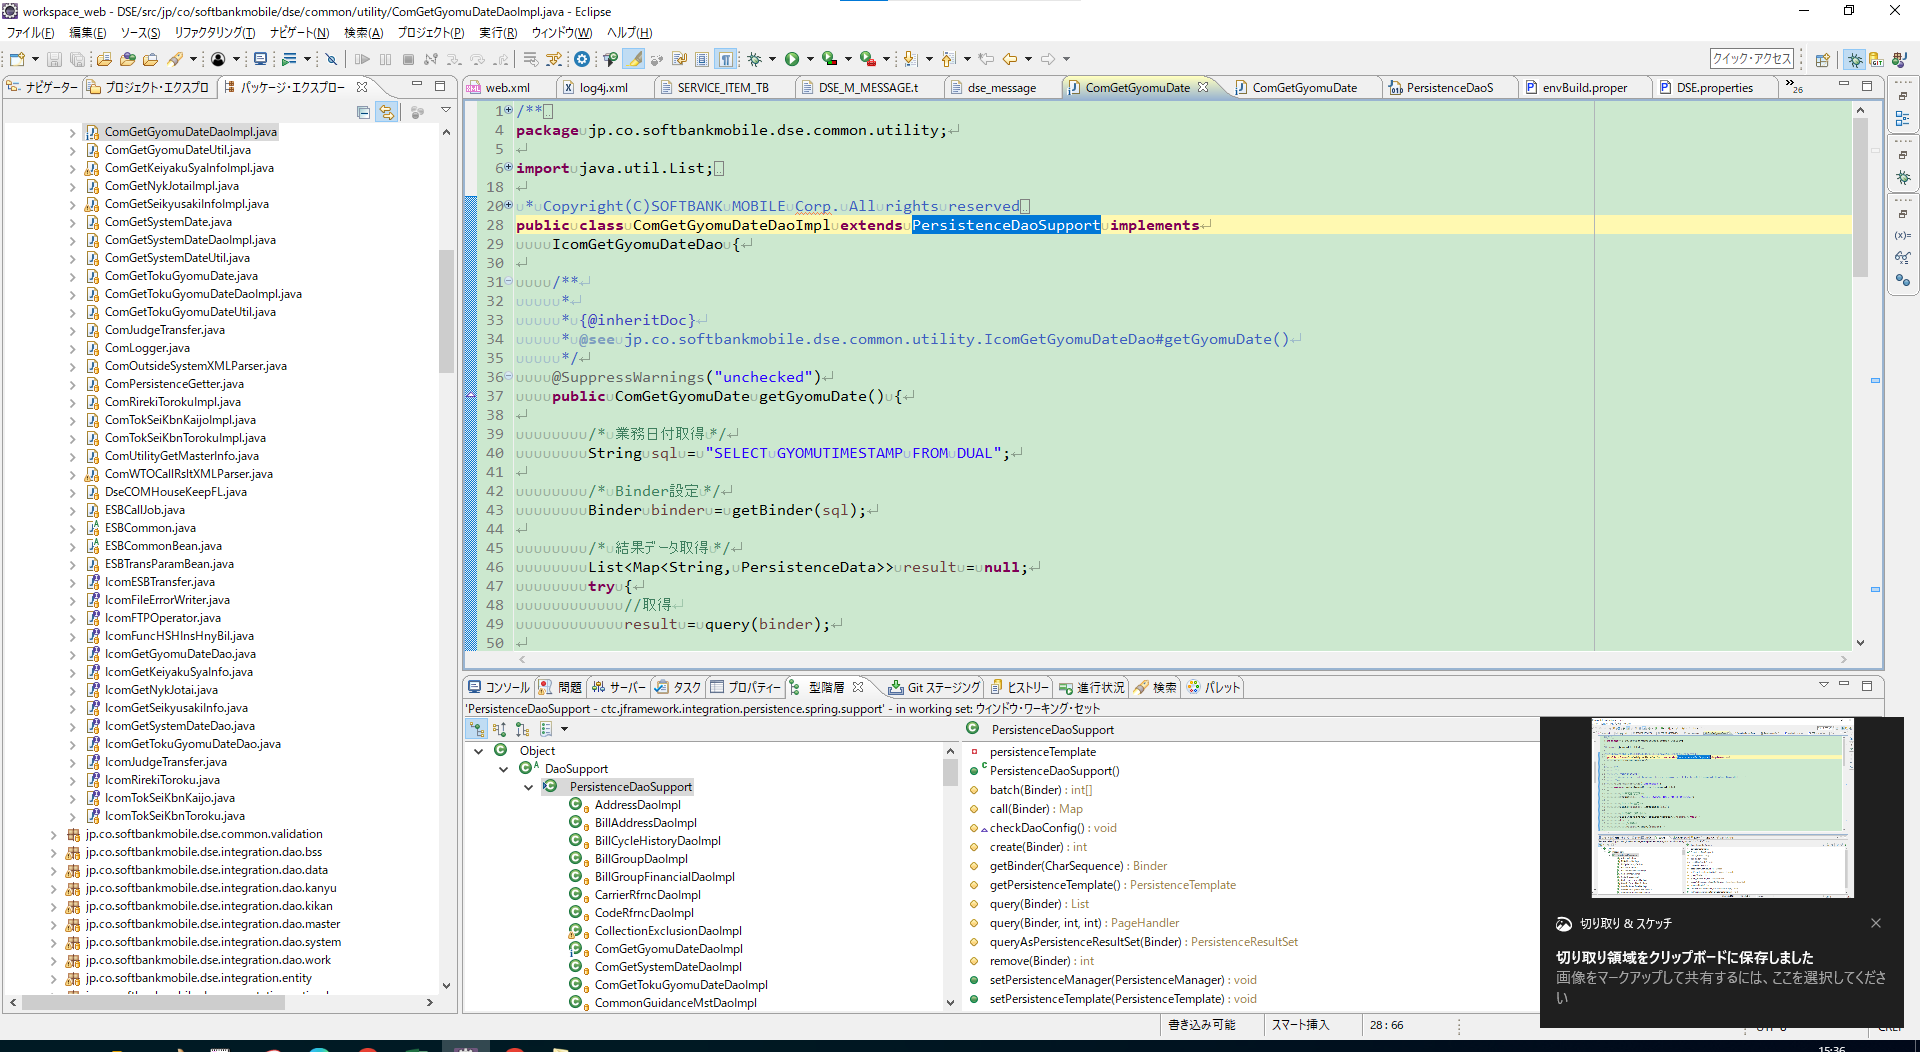 workspace_web - DSE/src/jp/co/softbankmobile/dse/common/utility/ComGetGyomuDateDaoImpl.java - Eclipse
ファイル(F) 編集(E) ソース(S) リファクタリング(T) ナビゲート(N) 検索(A) プロジェクト(P) 実行(R) ウィンドウ(W) ヘルプ(H)
クイック・アクセス
ナビゲーター プロジェクト・エクスプロ パッケージ・エクスプロー
web.xml log4j.xml SERVICE_ITEM_TB DSE_M_MESSAGE.t dse_message ComGetGyomuDate ComGetGyomuDate PersistenceDaoS envBuild.proper DSE.properties 26
ComGetGyomuDateDaoImpl.java
ComGetGyomuDateUtil.java
ComGetKeiyakuSyaInfoImpl.java
ComGetNykJotaiImpl.java
ComGetSeikyusakiInfoImpl.java
ComGetSystemDate.java
ComGetSystemDateDaoImpl.java
ComGetSystemDateUtil.java
ComGetTokuGyomuDate.java
ComGetTokuGyomuDateDaoImpl.java
ComGetTokuGyomuDateUtil.java
ComJudgeTransfer.java
ComLogger.java
ComOutsideSystemXMLParser.java
ComPersistenceGetter.java
ComRirekiTorokuImpl.java
ComTokSeiKbnKaijoImpl.java
ComTokSeiKbnTorokuImpl.java
ComUtilityGetMasterInfo.java
ComWTOCallRsltXMLParser.java
DseCOMHouseKeepFL.java
ESBCallJob.java
ESBCommon.java
ESBCommonBean.java
ESBTransParamBean.java
IcomESBTransfer.java
IcomFileErrorWriter.java
IcomFTPOperator.java
IcomFuncHSHInsHnyBil.java
IcomGetGyomuDateDao.java
IcomGetKeiyakuSyaInfo.java
IcomGetNykJotai.java
IcomGetSeikyusakiInfo.java
IcomGetSystemDateDao.java
IcomGetTokuGyomuDateDao.java
IcomJudgeTransfer.java
IcomRirekiToroku.java
IcomTokSeiKbnKaijo.java
IcomTokSeiKbnToroku.java
jp.co.softbankmobile.dse.common.validation
jp.co.softbankmobile.dse.integration.dao.bss
jp.co.softbankmobile.dse.integration.dao.data
jp.co.softbankmobile.dse.integration.dao.kanyu
jp.co.softbankmobile.dse.integration.dao.kikan
jp.co.softbankmobile.dse.integration.dao.master
jp.co.softbankmobile.dse.integration.dao.system
jp.co.softbankmobile.dse.integration.dao.work
jp.co.softbankmobile.dse.integration.entity
1 /**
4 package jp.co.softbankmobile.dse.common.utility;
5
6 import java.util.List;
18
20 * Copyright(C)SOFTBANK MOBILE Corp. All rights reserved
28 public class ComGetGyomuDateDaoImpl extends PersistenceDaoSupport implements
29 IcomGetGyomuDateDao {
30
31 /**
32 *
33 * {@inheritDoc}
34 * @see jp.co.softbankmobile.dse.common.utility.IcomGetGyomuDateDao#getGyomuDate()
35 */
36 @SuppressWarnings("unchecked")
37 public ComGetGyomuDate getGyomuDate() {
38
39 /* 業務日付取得 */
40 String sql = "SELECT GYOMUTIMESTAMP FROM DUAL";
41
42 /* Binder設定 */
43 Binder binder = getBinder(sql);
44
45 /* 結果データ取得 */
46 List<Map<String, PersistenceData>> result = null;
47 try {
48 //取得
49 result = query(binder);
50
コンソール 問題 サーバー タスク プロパティー 型階層 Git ステージング ヒストリー 進行状況 検索 パレット
'PersistenceDaoSupport - ctc.jframework.integration.persistence.spring.support' - in working set: ウィンドウ・ワーキング・セット
Object
DaoSupport
PersistenceDaoSupport
AddressDaoImpl
BillAddressDaoImpl
BillCycleHistoryDaoImpl
BillGroupDaoImpl
BillGroupFinancialDaoImpl
CarrierRfrncDaoImpl
CodeRfrncDaoImpl
CollectionExclusionDaoImpl
ComGetGyomuDateDaoImpl
ComGetSystemDateDaoImpl
ComGetTokuGyomuDateDaoImpl
CommonGuidanceMstDaoImpl
PersistenceDaoSupport
persistenceTemplate
PersistenceDaoSupport()
batch(Binder) : int[]
call(Binder) : Map
checkDaoConfig() : void
create(Binder) : int
getBinder(CharSequence) : Binder
getPersistenceTemplate() : PersistenceTemplate
query(Binder) : List
query(Binder, int, int) : PageHandler
queryAsPersistenceResultSet(Binder) : PersistenceResultSet
remove(Binder) : int
setPersistenceManager(PersistenceManager) : void
setPersistenceTemplate(PersistenceTemplate) : void
切り取り & スケッチ
切り取り領域をクリップボードに保存しました
画像をマークアップして共有するには、ここを選択してください
書き込み可能 スマート挿入 28 : 66
15:36